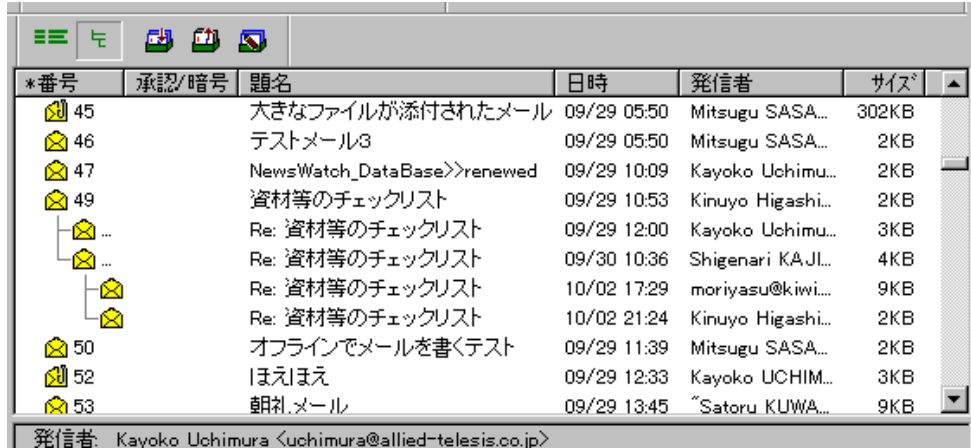 *番号 承認/暗号 題名 日時 発信者 ｻｲｽﾞ
45 大きなファイルが添付されたメール 09/29 05:50 Mitsugu SASA... 302KB
46 テストメール3 09/29 05:50 Mitsugu SASA... 2KB
47 NewsWatch_DataBase>>renewed 09/29 10:09 Kayoko Uchimu... 2KB
49 資材等のチェックリスト 09/29 10:53 Kinuyo Higashi... 2KB
... Re: 資材等のチェックリスト 09/29 12:00 Kayoko Uchimu... 3KB
... Re: 資材等のチェックリスト 09/30 10:36 Shigenari KAJI... 4KB
Re: 資材等のチェックリスト 10/02 17:29 moriyasu@kiwi... 9KB
Re: 資材等のチェックリスト 10/02 21:24 Kinuyo Higashi... 2KB
50 オフラインでメールを書くテスト 09/29 11:39 Mitsugu SASA... 2KB
52 ほえほえ 09/29 12:33 Kayoko UCHIM... 3KB
53 朝礼メール 09/29 13:45 "Satoru KUWA... 9KB
発信者: Kayoko Uchimura <uchimura@allied-telesis.co.jp>